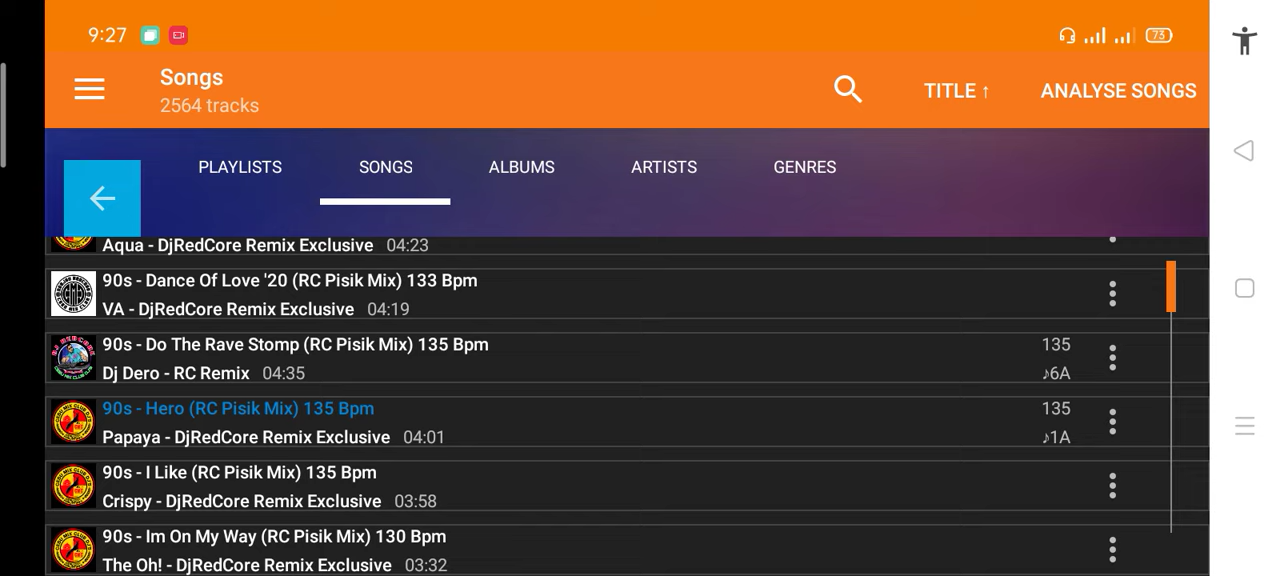 9:27
73
Songs
2564 tracks
TITLE ↑
ANALYSE SONGS
PLAYLISTS
SONGS
ALBUMS
ARTISTS
GENRES
Aqua - DjRedCore Remix Exclusive 04:23
90s - Dance Of Love '20 (RC Pisik Mix) 133 Bpm
VA - DjRedCore Remix Exclusive 04:19
90s - Do The Rave Stomp (RC Pisik Mix) 135 Bpm
135
Dj Dero - RC Remix 04:35
♪6A
90s - Hero (RC Pisik Mix) 135 Bpm
135
Papaya - DjRedCore Remix Exclusive 04:01
♪1A
90s - I Like (RC Pisik Mix) 135 Bpm
Crispy - DjRedCore Remix Exclusive 03:58
90s - Im On My Way (RC Pisik Mix) 130 Bpm
The Oh! - DjRedCore Remix Exclusive 03:32